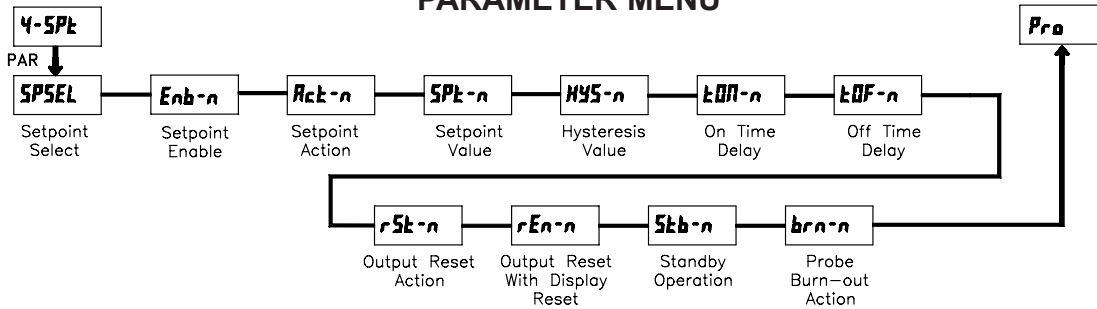 PARAMETER MENU
4-SPt
Pro
PAR
SPSEL
Enb-n
Act-n
SPt-n
HYS-n
tON-n
tOF-n
Setpoint
Select
Setpoint
Enable
Setpoint
Action
Setpoint
Value
Hysteresis
Value
On Time
Delay
Off Time
Delay
rSt-n
rEn-n
Stb-n
brn-n
Output Reset
Action
Output Reset
With Display
Reset
Standby
Operation
Probe
Burn-out
Action